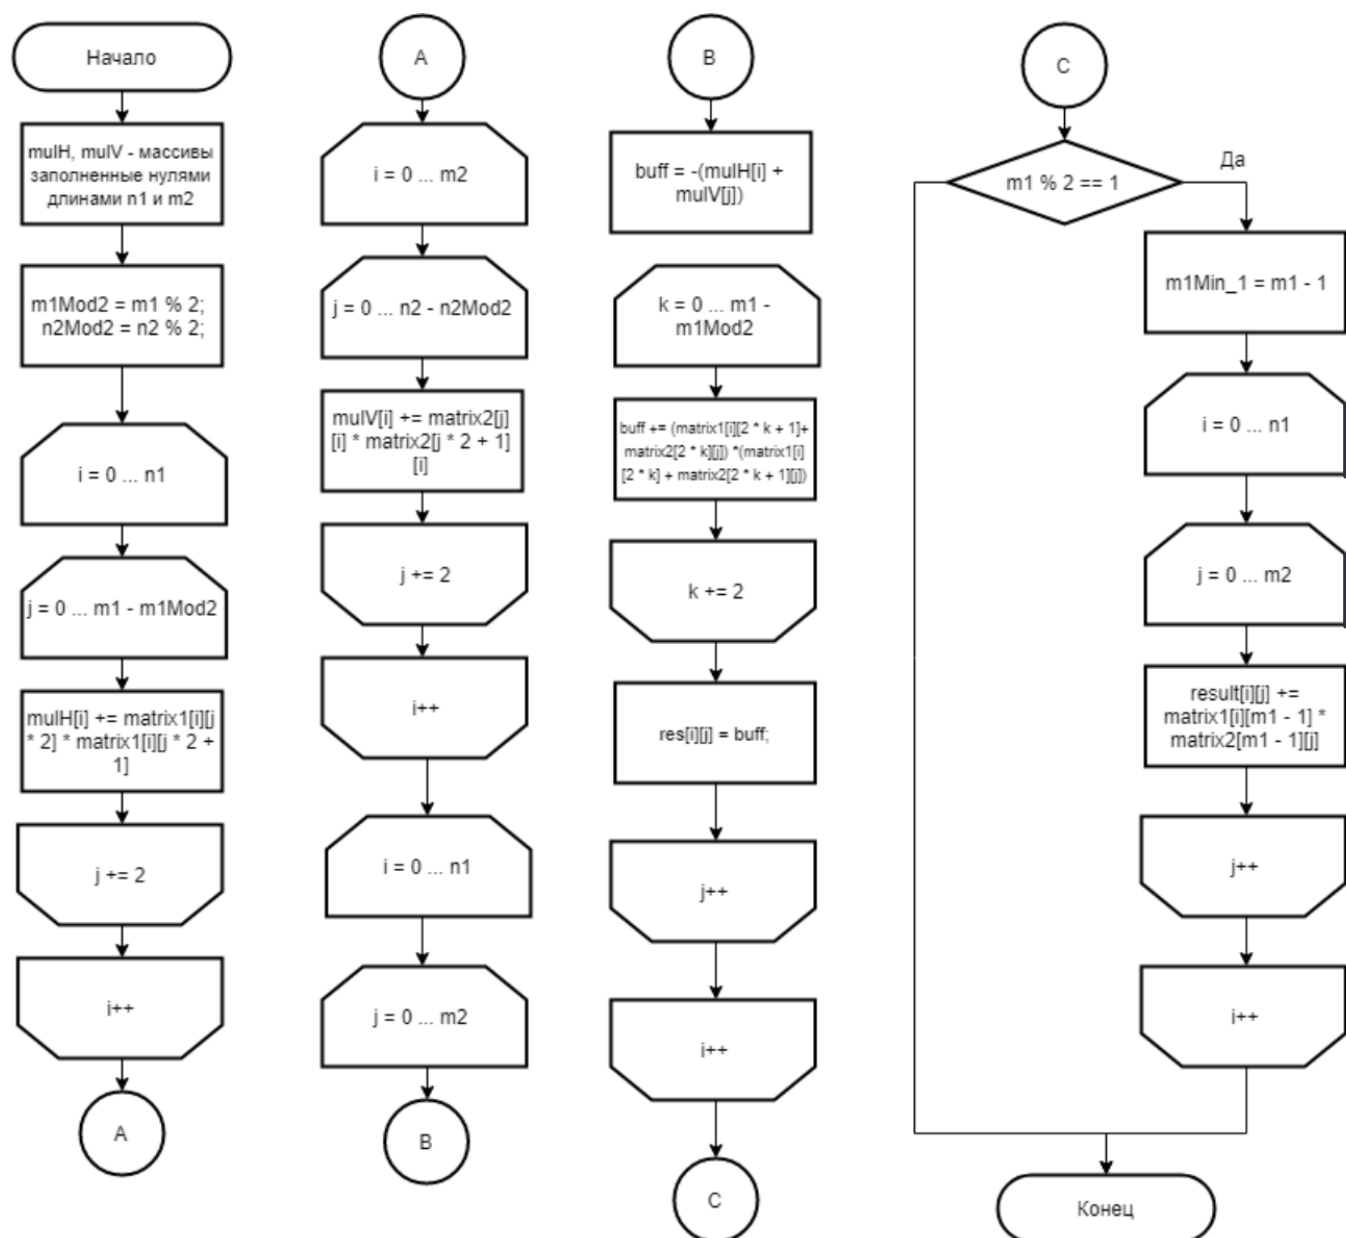 Начало
mulH, mulV - массивы
заполненные нулями
длинами n1 и m2
m1Mod2 = m1 % 2;
n2Mod2 = n2 % 2;
i = 0 ... n1
j = 0 ... m1 - m1Mod2
mulH[i] += matrix1[i][j
* 2] * matrix1[i][j * 2 +
1]
j += 2
i++
A
A
i = 0 ... m2
j = 0 ... n2 - n2Mod2
mulV[i] += matrix2[j]
[i] * matrix2[j * 2 + 1]
[i]
j += 2
i++
i = 0 ... n1
j = 0 ... m2
B
B
buff = -(mulH[i] +
mulV[j])
k = 0 ... m1 -
m1Mod2
buff += (matrix1[i][2 * k + 1]+
matrix2[2 * k][j]) *(matrix1[i]
[2 * k] + matrix2[2 * k + 1][j])
k += 2
res[i][j] = buff;
j++
i++
C
C
m1 % 2 == 1
Да
m1Min_1 = m1 - 1
i = 0 ... n1
j = 0 ... m2
result[i][j] +=
matrix1[i][m1 - 1] *
matrix2[m1 - 1][j]
j++
i++
Конец